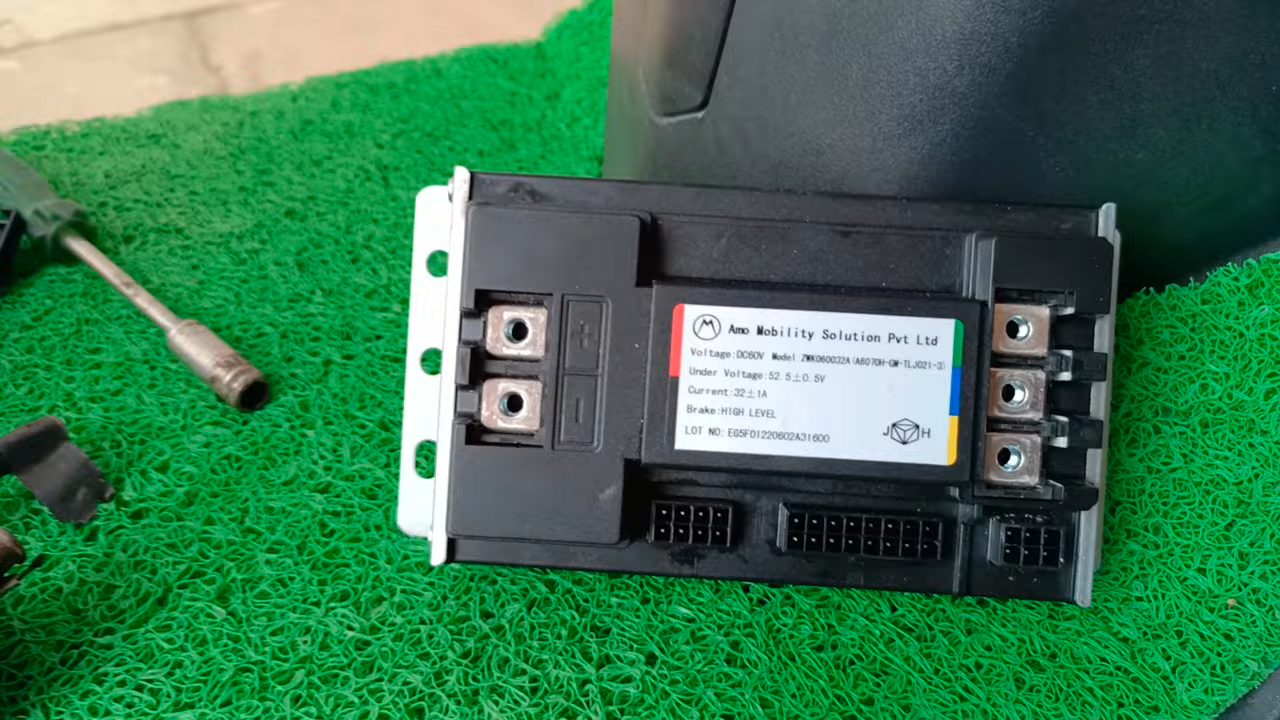 +
-
Amo Mobility Solution Pvt Ltd
Voltage:DC60V Model:ZWK060032A(A6070H-GM-TLJ021-3)
Under Voltage:52.5±0.5V
Current:32±1A
Brake:HIGH LEVEL
LOT NO: EG5F01220602A31600
J H